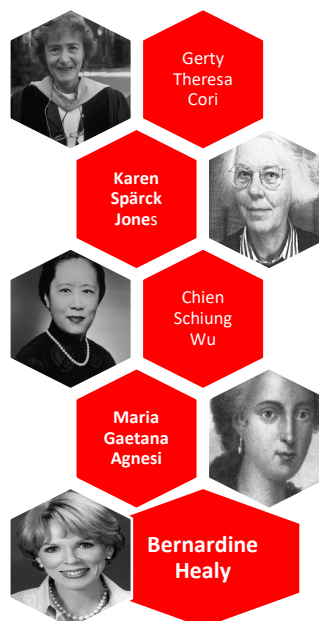 Gerty
Theresa
Cori
Karen
Spärck
Jones
Chien
Schiung
Wu
Maria
Gaetana
Agnesi
Bernardine
Healy